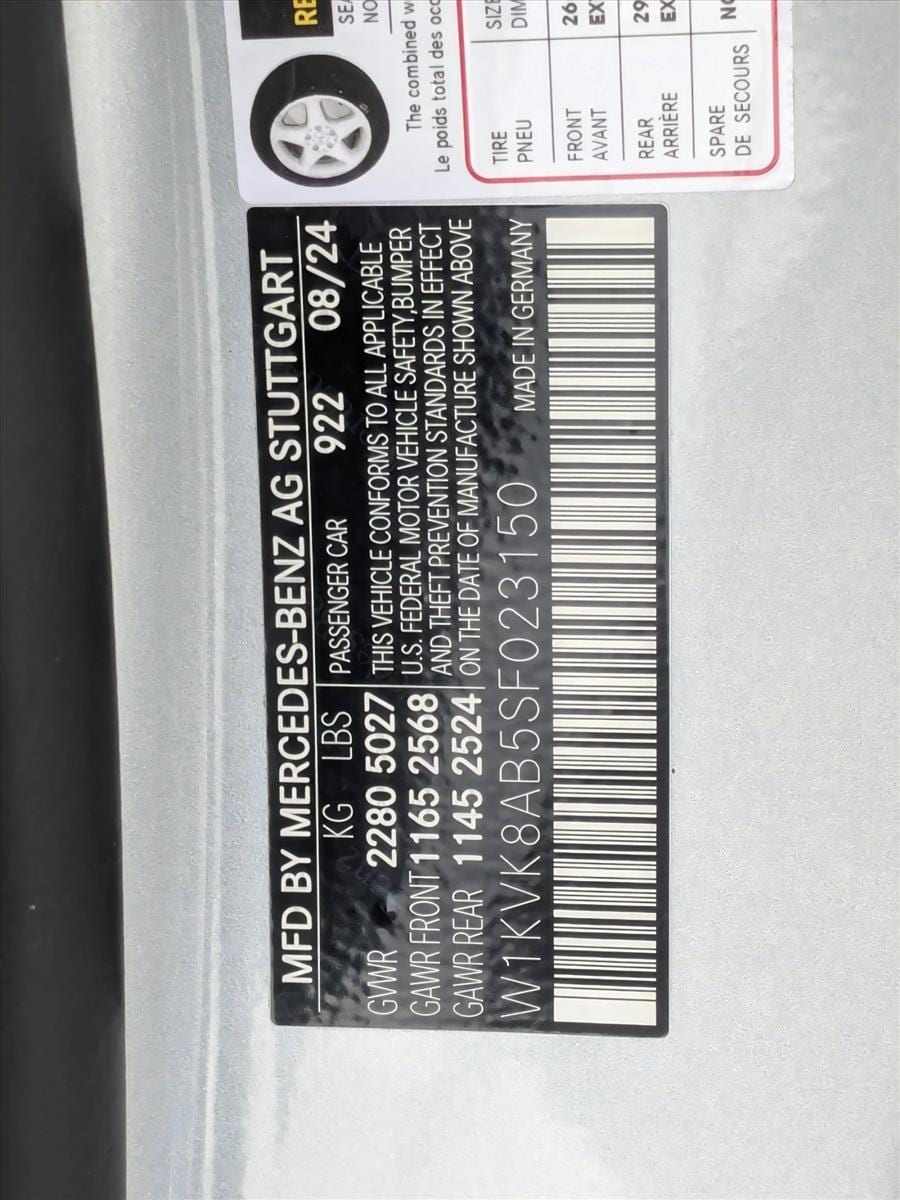 MFD BY MERCEDES-BENZ AG STUTTGART
KG LBS PASSENGER CAR 922 08/24
GVWR 2280 5027 THIS VEHICLE CONFORMS TO ALL APPLICABLE
U.S. FEDERAL MOTOR VEHICLE SAFETY,BUMPER
GAWR FRONT 1165 2568 AND THEFT PREVENTION STANDARDS IN EFFECT
GAWR REAR 1145 2524 ON THE DATE OF MANUFACTURE SHOWN ABOVE
W1KVK8AB5SF023150 MADE IN GERMANY
The combined
Le poids total des
TIRE
PNEU
FRONT
AVANT
REAR
ARRIÈRE
SPARE
DE SECOURS